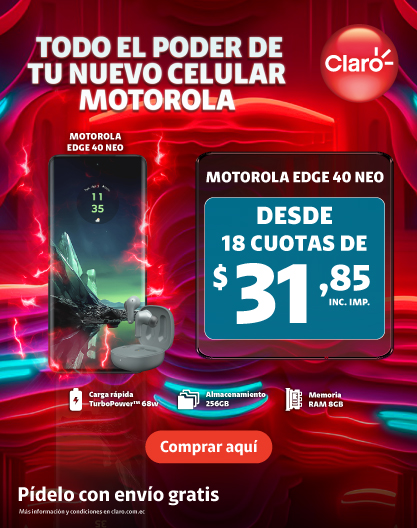 TODO EL PODER DE
TU NUEVO CELULAR
MOTOROLA
Claro
MOTOROLA
EDGE 40 NEO
11
35
MOTOROLA EDGE 40 NEO
DESDE
18 CUOTAS DE
$31,85
INC. IMP.
Carga rápida
TurboPower™ 68w
Almacenamiento
256GB
Memoria
RAM 8GB
Comprar aquí
Pídelo con envío gratis
Más información y condiciones en claro.com.ec